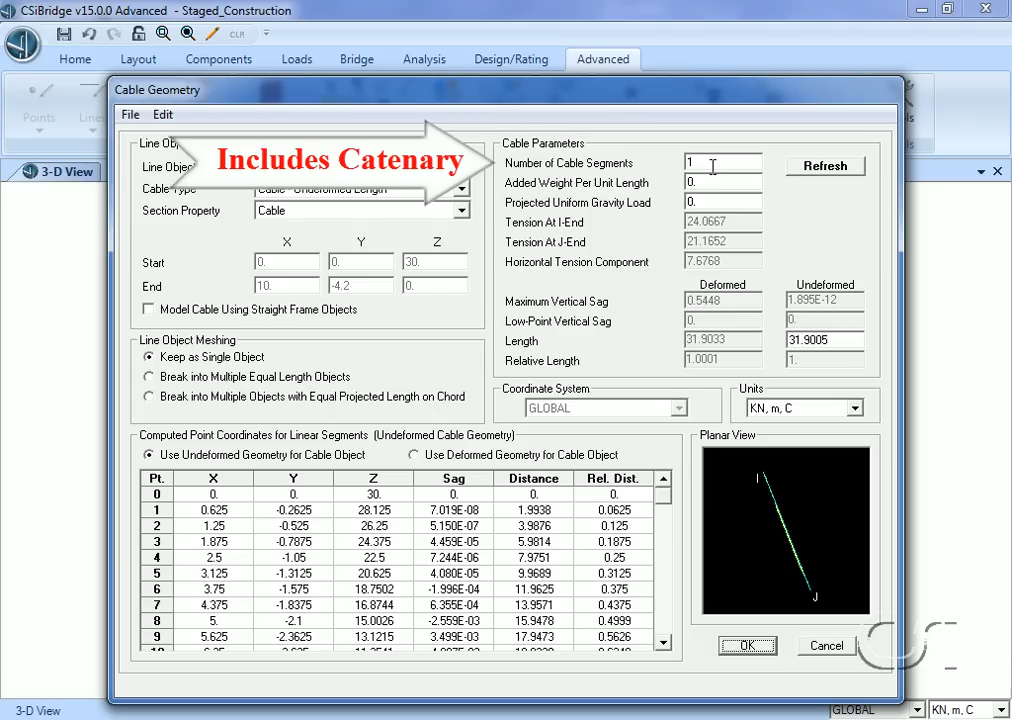 CSiBridge v15.0.0 Advanced - Staged_Construction
CLR
Home Layout Components Loads Bridge Analysis Design/Rating Advanced
Points
Cable Geometry
File Edit
3-D View
Includes Catenary
Cable Type
Section Property Cable
X Y Z
Start 0. 0. 30.
End 10. -4.2 0.
Model Cable Using Straight Frame Objects
Line Object Meshing
Keep as Single Object
Break into Multiple Equal Length Objects
Break into Multiple Objects with Equal Projected Length on Chord
Cable Parameters
Number of Cable Segments 1
Refresh
Added Weight Per Unit Length 0.
Projected Uniform Gravity Load 0.
Tension At I-End 24.0667
Tension At J-End 21.1652
Horizontal Tension Component 7.6768
Deformed Undeformed
Maximum Vertical Sag 0.5448 1.895E-12
Low-Point Vertical Sag 0. 0.
Length 31.9033 31.9005
Relative Length 1.0001 1.
Coordinate System
GLOBAL
Units
KN, m, C
Computed Point Coordinates for Linear Segments (Undeformed Cable Geometry)
Use Undeformed Geometry for Cable Object Use Deformed Geometry for Cable Object
Pt. X Y Z Sag Distance Rel. Dist.
0 0. 0. 30. 0. 0. 0.
1 0.625 -0.2625 28.125 7.019E-08 1.9938 0.0625
2 1.25 -0.525 26.25 5.150E-07 3.9876 0.125
3 1.875 -0.7875 24.375 4.459E-05 5.9814 0.1875
4 2.5 -1.05 22.5 7.244E-06 7.9751 0.25
5 3.125 -1.3125 20.625 4.080E-05 9.9689 0.3125
6 3.75 -1.575 18.7502 -1.996E-04 11.9625 0.375
7 4.375 -1.8375 16.8744 6.355E-04 13.9571 0.4375
8 5. -2.1 15.0026 -2.559E-03 15.9478 0.4999
9 5.625 -2.3625 13.1215 3.499E-03 17.9473 0.5626
Planar View
I
J
OK Cancel
3-D View
GLOBAL KN, m, C